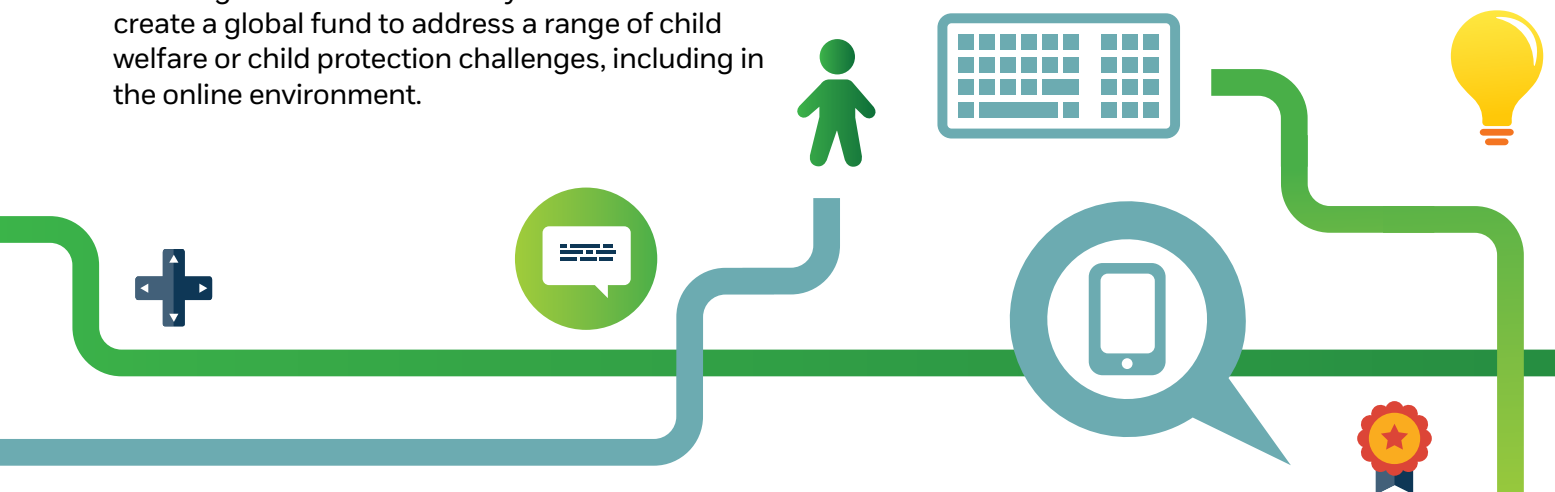 create a global fund to address a range of child
welfare or child protection challenges, including in
the online environment.